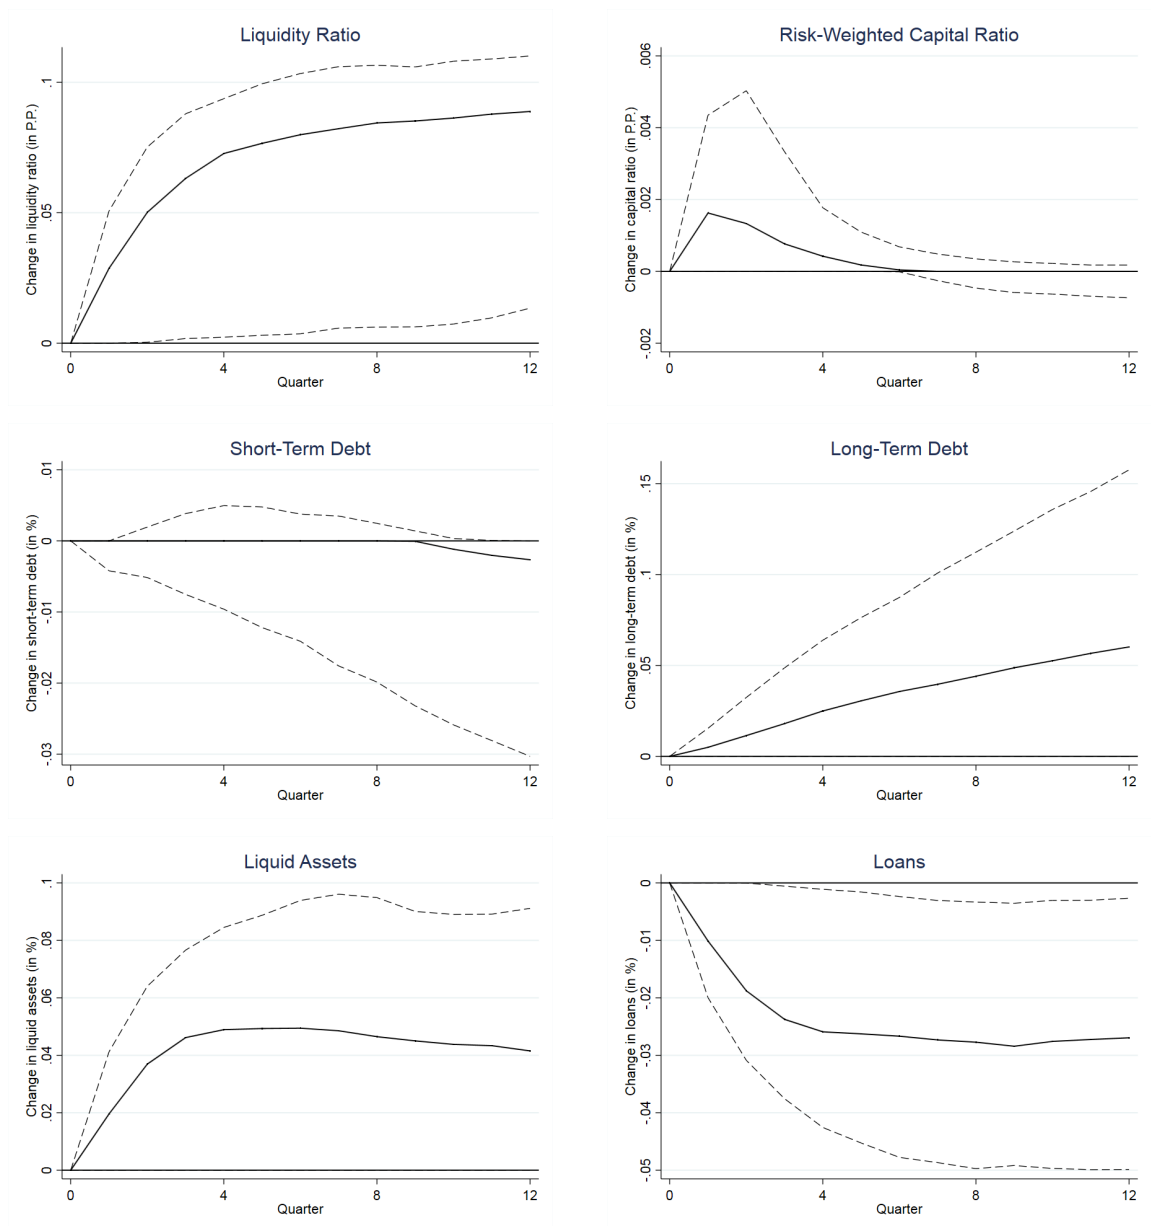 Liquidity Ratio
Change in liquidity ratio (in P.P.)
.1
.05
0
0 4 8 12
Quarter
Risk-Weighted Capital Ratio
Change in capital ratio (in P.P.)
.006
.004
.002
0
-.002
0 4 8 12
Quarter
Short-Term Debt
Change in short-term debt (in %)
.01
0
-.01
-.02
-.03
0 4 8 12
Quarter
Long-Term Debt
Change in long-term debt (in %)
.15
.1
.05
0
0 4 8 12
Quarter
Liquid Assets
Change in liquid assets (in %)
.1
.08
.06
.04
.02
0
0 4 8 12
Quarter
Loans
Change in loans (in %)
0
-.01
-.02
-.03
-.04
-.05
0 4 8 12
Quarter